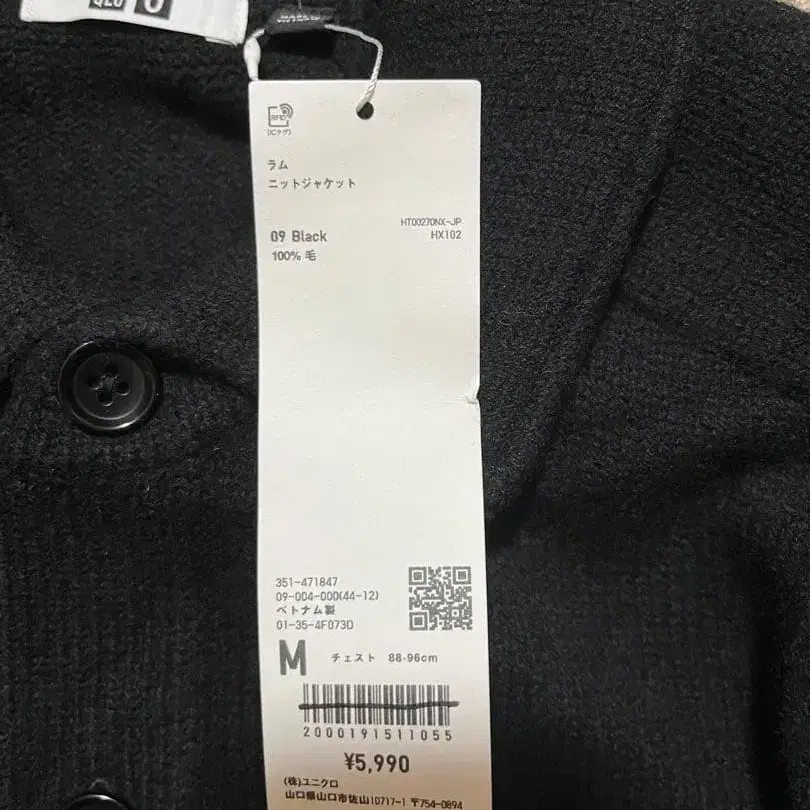 U
RFID
(ICタグ)
ラム
ニットジャケット
HT00270NX-JP
09 Black
HX102
100% 毛
351-471847
09-004-000(44-12)
ベトナム製
01-35-4F073D
M チェスト 88-96cm
2000191511055
¥5,990
(株)ユニクロ
山口県山口市佐山10717-1 〒754-0894